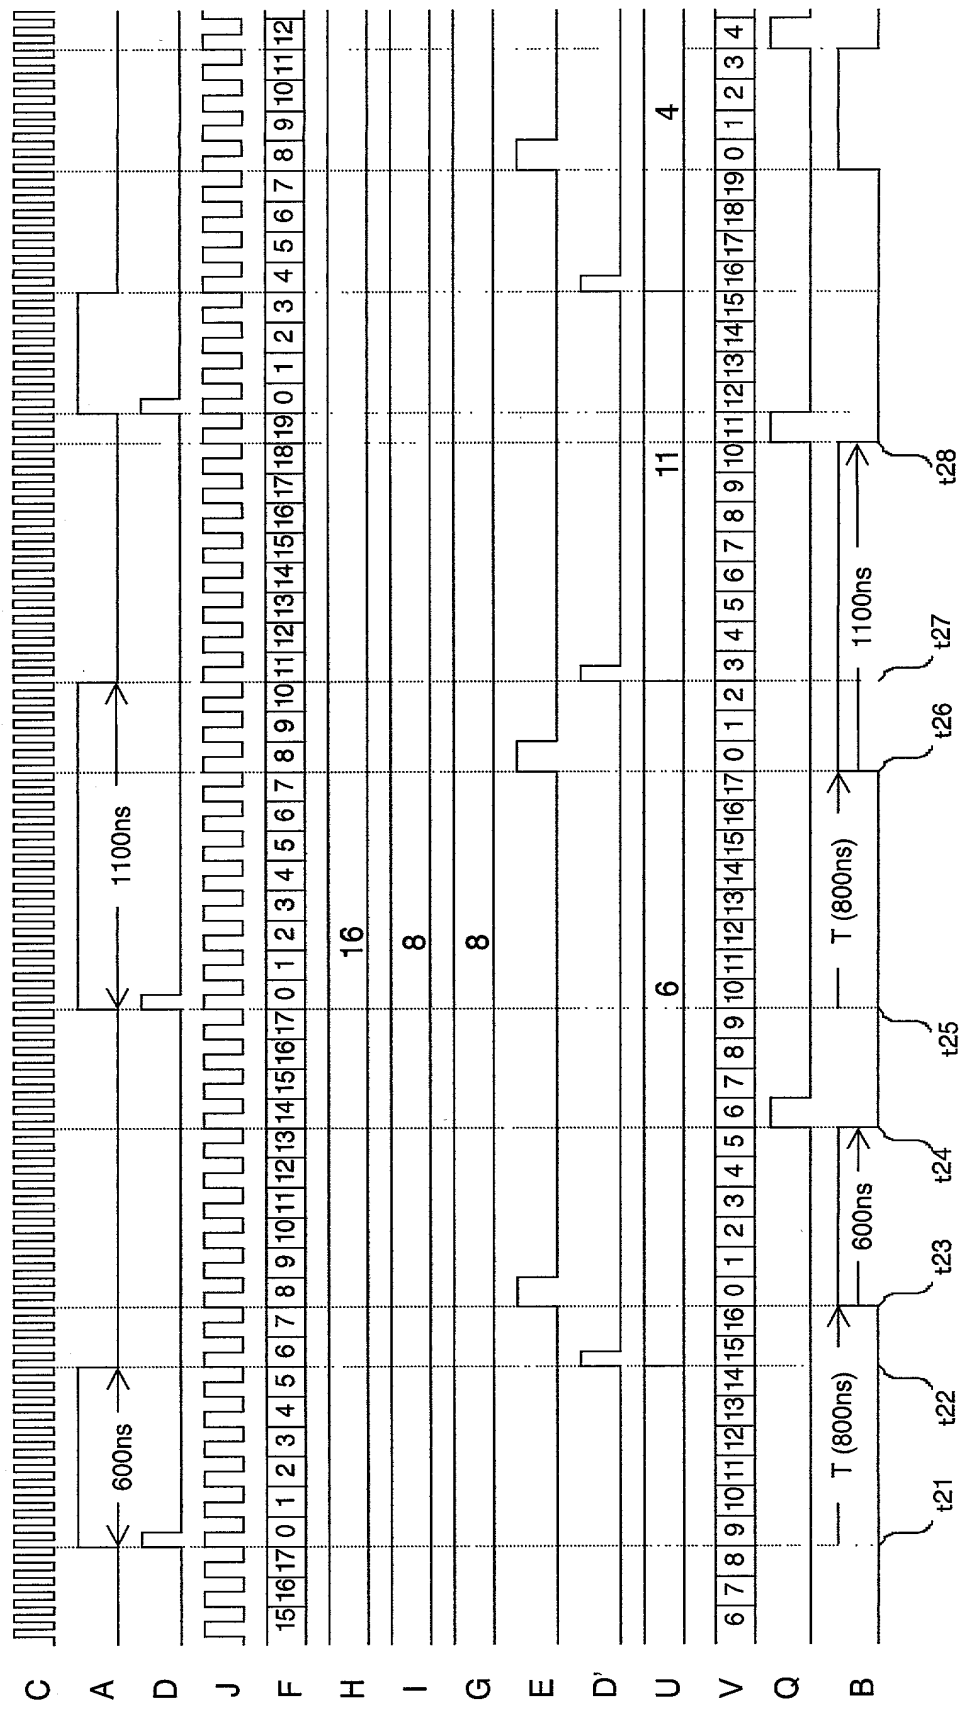 C
A 600ns 1100ns
D
J
F 15 16 17 0 1 2 3 4 5 6 7 8 9 10 11 12 13 14 15 16 17 0 1 2 3 4 5 6 7 8 9 10 11 12 13 14 15 16 17 18 19 0 1 2 3 4 5 6 7 8 9 10 11 12
H 16
I 8
G 8
E
D'
U 6 11 4
V 6 7 8 9 10 11 12 13 14 15 16 0 1 2 3 4 5 6 7 8 9 10 11 12 13 14 15 16 17 0 1 2 3 4 5 6 7 8 9 10 11 12 13 14 15 16 17 18 19 0 1 2 3 4
Q
B T (800ns) 600ns T (800ns) 1100ns
t21 t22 t23 t24 t25 t26 t27 t28